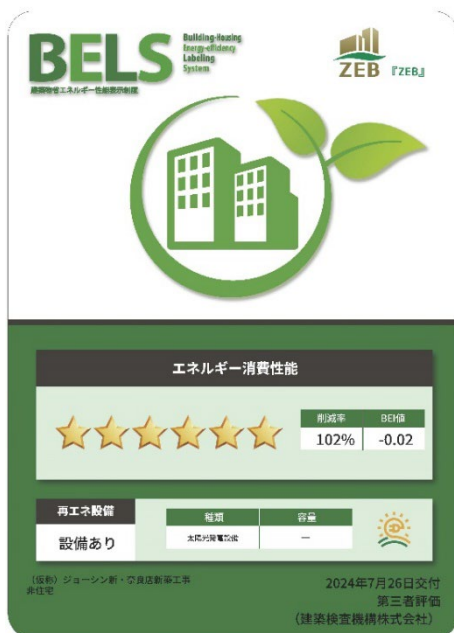 BELS
Building-Housing
Energy-efficiency
Labeling
System
建築物省エネルギー性能表示制度
ZEB 『ZEB』
エネルギー消費性能
削減率 BEI値
102% -0.02
再エネ設備
設備あり
種類 容量
太陽光発電設備 ―
(仮称)ジョーシン新・奈良店新築工事
非住宅
2024年7月26日交付
第三者評価
(建築検査機構株式会社)